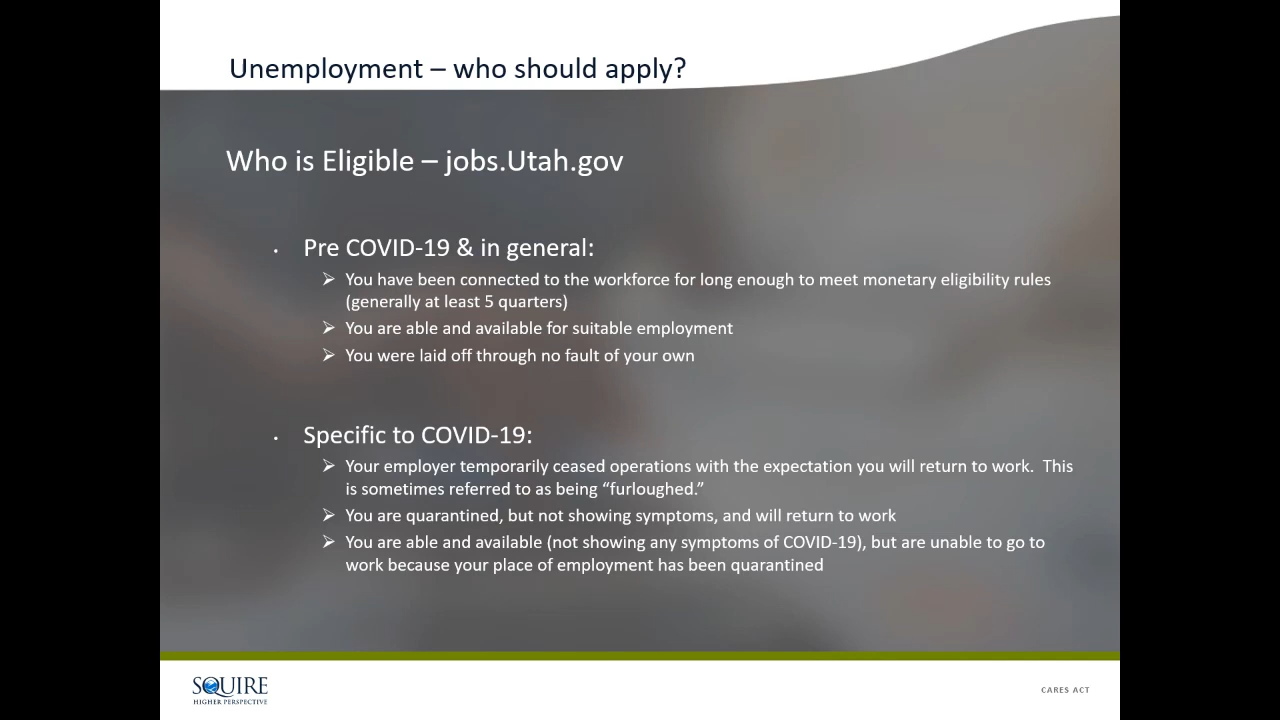 Unemployment – who should apply?
Who is Eligible – jobs.Utah.gov
• Pre COVID-19 & in general:
➢ You have been connected to the workforce for long enough to meet monetary eligibility rules
(generally at least 5 quarters)
➢ You are able and available for suitable employment
➢ You were laid off through no fault of your own
• Specific to COVID-19:
➢ Your employer temporarily ceased operations with the expectation you will return to work.  This
is sometimes referred to as being “furloughed.”
➢ You are quarantined, but not showing symptoms, and will return to work
➢ You are able and available (not showing any symptoms of COVID-19), but are unable to go to
work because your place of employment has been quarantined
SQUIRE
HIGHER PERSPECTIVE
CARES ACT